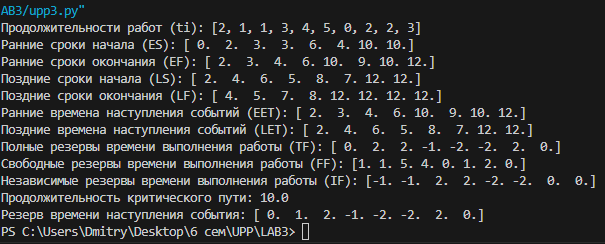 AB3/upp3.py"
Продолжительности работ (ti): [2, 1, 1, 3, 4, 5, 0, 2, 2, 3]
Ранние сроки начала (ES): [ 0.  2.  3.  3.  6.  4. 10. 10.]
Ранние сроки окончания (EF): [ 2.  3.  4.  6. 10.  9. 10. 12.]
Поздние сроки начала (LS): [ 2.  4.  6.  5.  8.  7. 12. 12.]
Поздние сроки окончания (LF): [ 4.  5.  7.  8. 12. 12. 12. 12.]
Ранние времена наступления событий (EET): [ 2.  3.  4.  6. 10.  9. 10. 12.]
Поздние времена наступления событий (LET): [ 2.  4.  6.  5.  8.  7. 12. 12.]
Полные резервы времени выполнения работы (TF): [ 0.  2.  2. -1. -2. -2.  2.  0.]
Свободные резервы времени выполнения работы (FF): [1. 1. 5. 4. 0. 1. 2. 0.]
Независимые резервы времени выполнения работы (IF): [-1. -1.  2.  2. -2. -2.  0.  0.]
Продолжительность критического пути: 10.0
Резерв времени наступления события: [ 0.  1.  2. -1. -2. -2.  2.  0.]
PS C:\Users\Dmitry\Desktop\6 сем\UPP\LAB3>